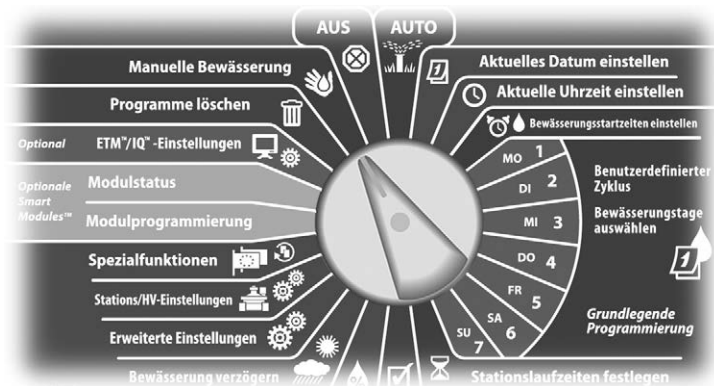 AUS
AUTO
Manuelle Bewässerung
Programme löschen
Optional
ETM™/IQ™ -Einstellungen
Optionale
Smart
Modules™
Modulstatus
Modulprogrammierung
Spezialfunktionen
Stations/HV-Einstellungen
Erweiterte Einstellungen
Bewässerung verzögern
Aktuelles Datum einstellen
Aktuelle Uhrzeit einstellen
Bewässerungsstartzeiten einstellen
MO 1
DI 2
MI 3
DO 4
FR 5
SA 6
SU 7
Benutzerdefinierter
Zyklus
Bewässerungstage
auswählen
1
Grundlegende
Programmierung
Stationslaufzeiten festlegen
%
1